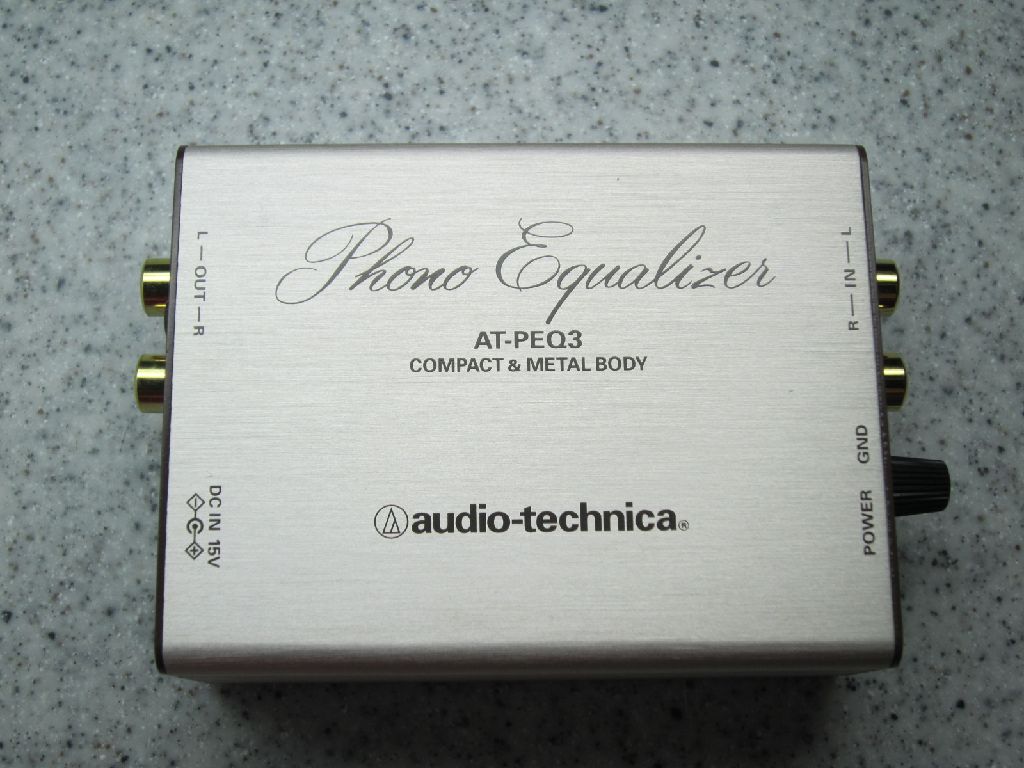 Phono Equalizer
AT-PEQ3
COMPACT & METAL BODY
audio-technica®
L — OUT — R
DC IN 15V
R — IN — L
POWER GND